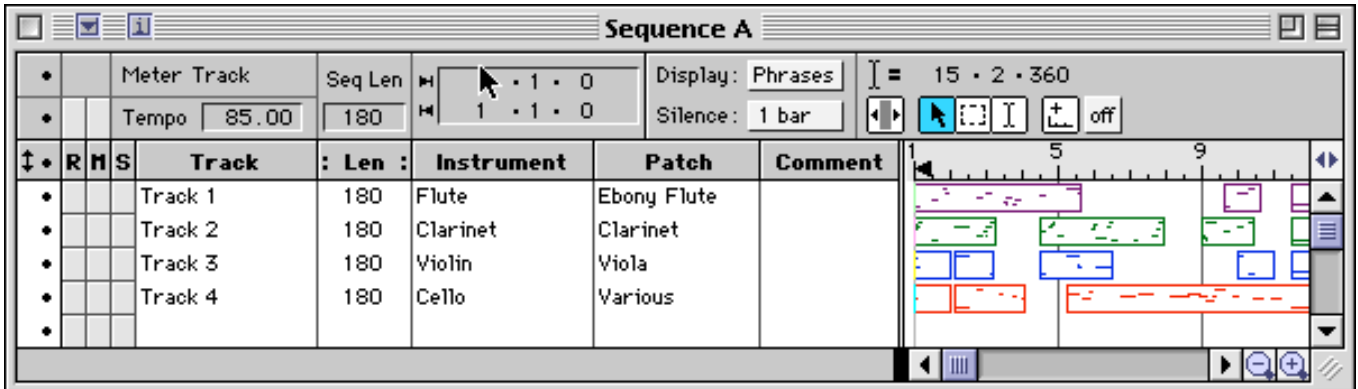 Sequence A
Meter Track Seq Len · 1 · 0 Display: Phrases = 15 · 2 · 360
Tempo 85.00 180 1 · 1 · 0 Silence: 1 bar off
R M S Track : Len : Instrument Patch Comment 1 5 9
Track 1 180 Flute Ebony Flute
Track 2 180 Clarinet Clarinet
Track 3 180 Violin Viola
Track 4 180 Cello Various